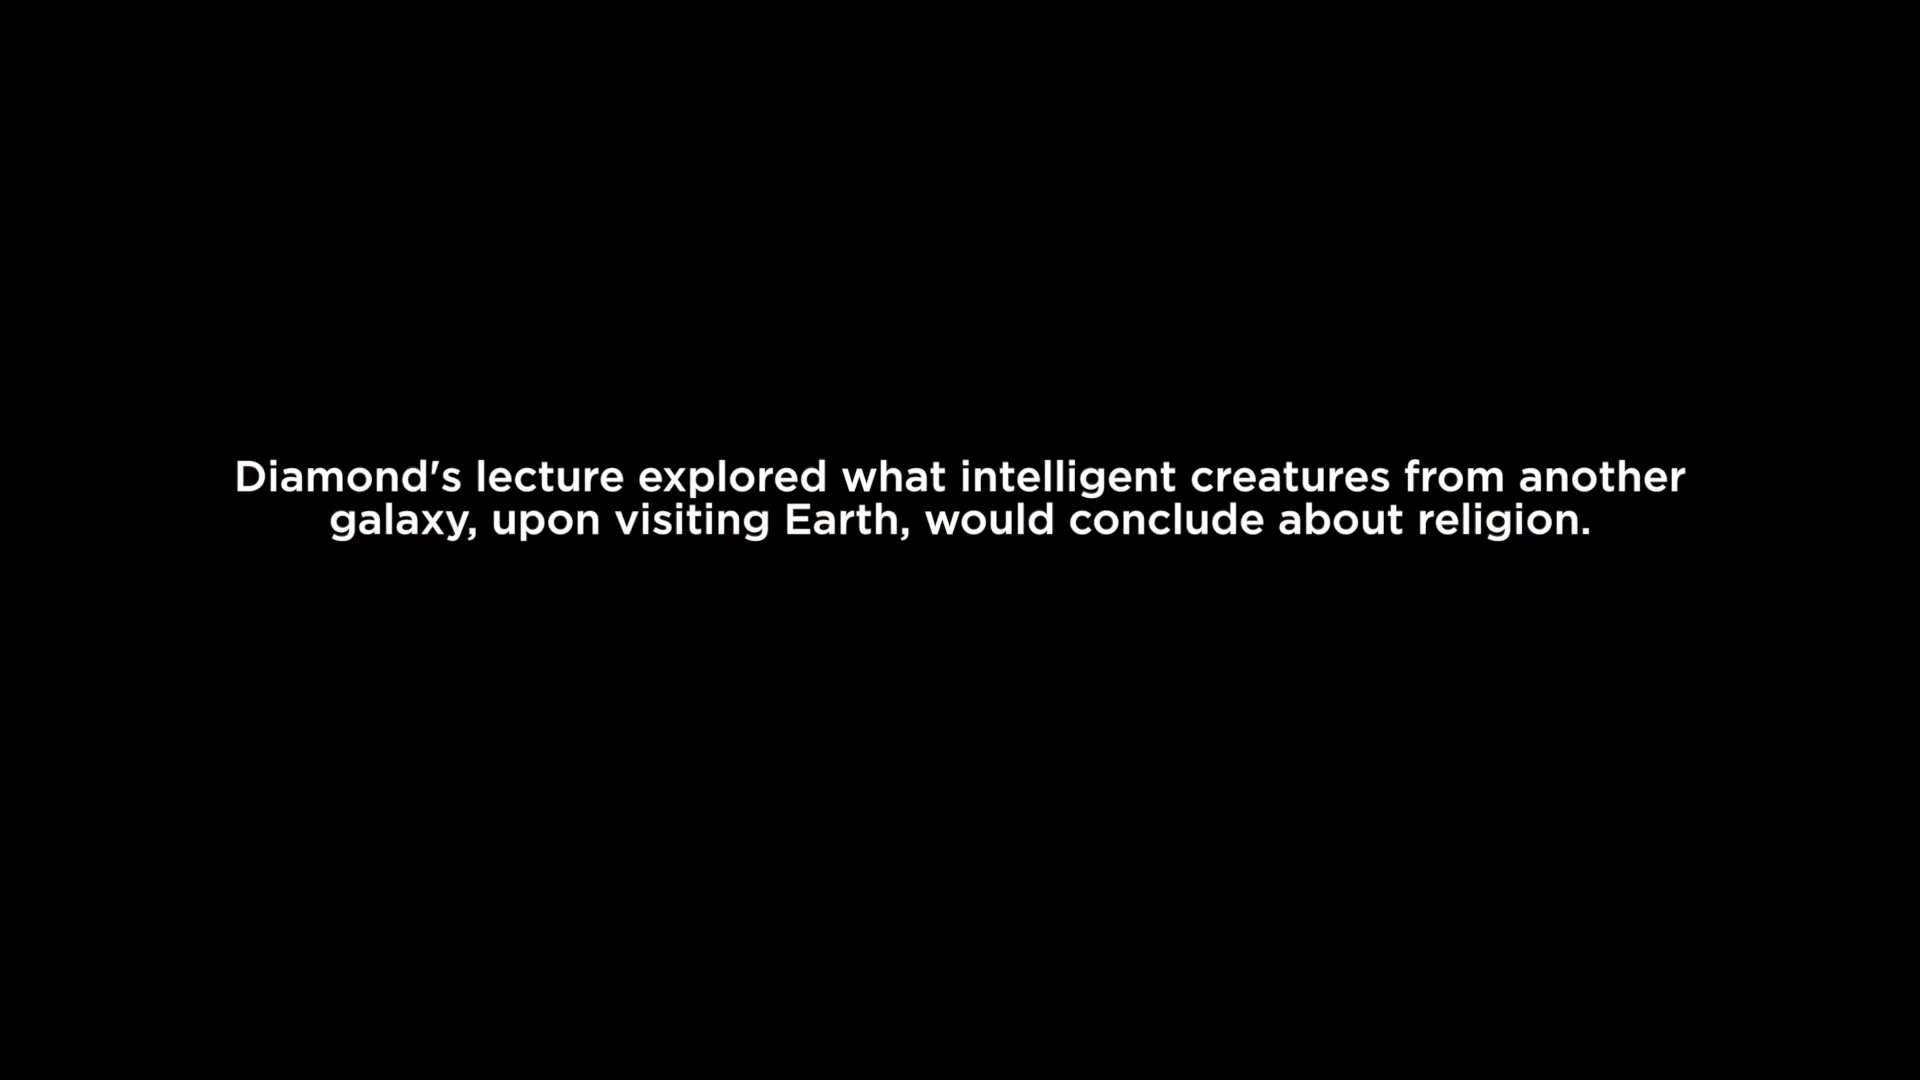 Diamond's lecture explored what intelligent creatures from another
galaxy, upon visiting Earth, would conclude about religion.